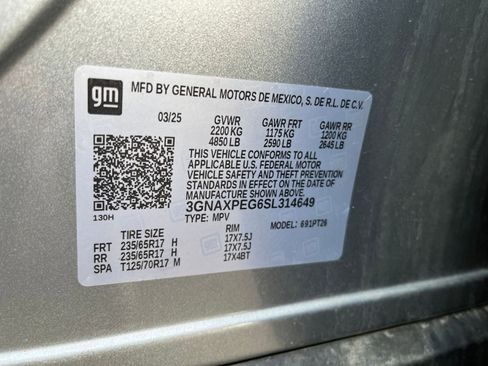 gm
MFD BY GENERAL MOTORS DE MEXICO, S. DE R.L. DE C.V.
03/25 GVWR GAWR FRT GAWR RR
2200 KG 1175 KG 1200 KG
4850 LB 2590 LB 2645 LB
THIS VEHICLE CONFORMS TO ALL
APPLICABLE U.S. FEDERAL MOTOR
VEHICLE SAFETY AND THEFT PREVENTION
STANDARDS IN EFFECT ON THE DATE OF
MANUFACTURE SHOWN ABOVE.
3GNAXPEG6SL314649
130H TYPE: MPV MODEL: 691PT26
TIRE SIZE RIM
FRT 235/65R17 H 17X7.5J
RR 235/65R17 H 17X7.5J
SPA T125/70R17 M 17X4BT